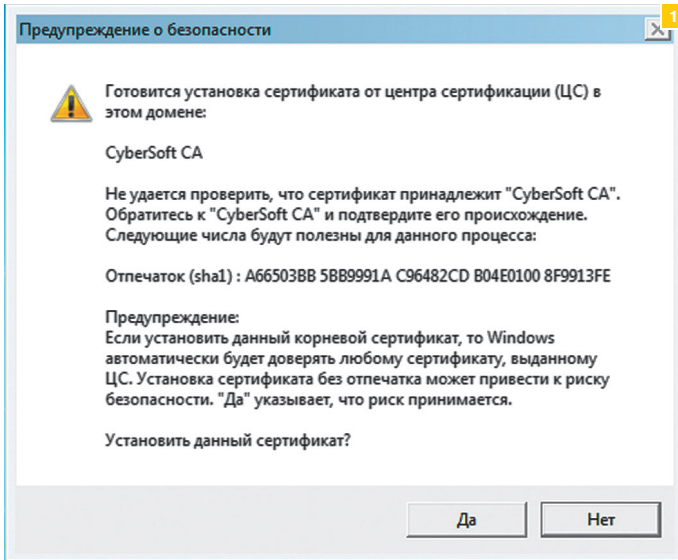 1
Предупреждение о безопасности
Готовится установка сертификата от центра сертификации (ЦС) в
этом домене:
CyberSoft CA
Не удается проверить, что сертификат принадлежит "CyberSoft CA".
Обратитесь к "CyberSoft CA" и подтвердите его происхождение.
Следующие числа будут полезны для данного процесса:
Отпечаток (sha1) : A66503BB 5BB9991A C96482CD B04E0100 8F9913FE
Предупреждение:
Если установить данный корневой сертификат, то Windows
автоматически будет доверять любому сертификату, выданному
ЦС. Установка сертификата без отпечатка может привести к риску
безопасности. "Да" указывает, что риск принимается.
Установить данный сертификат?
Да
Нет